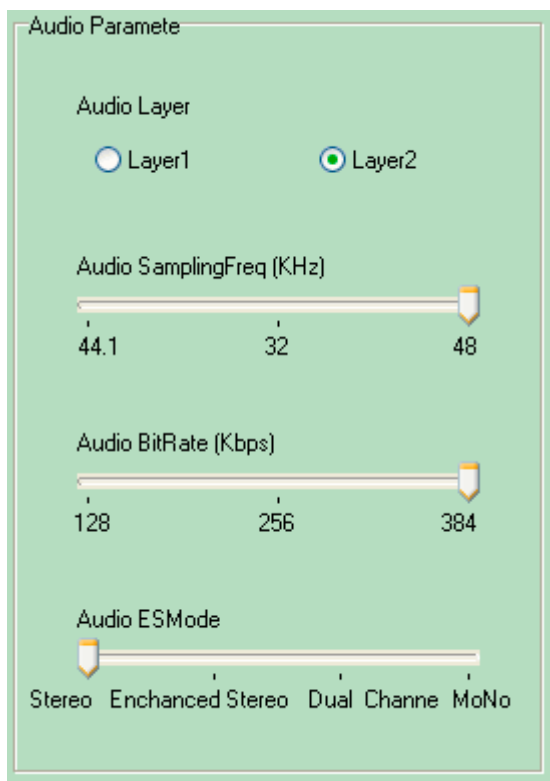 Audio Paramete
Audio Layer
Layer1 Layer2
Audio SamplingFreq (KHz)
44.1 32 48
Audio BitRate (Kbps)
128 256 384
Audio ESMode
Stereo Enchanced Stereo Dual Channe MoNo